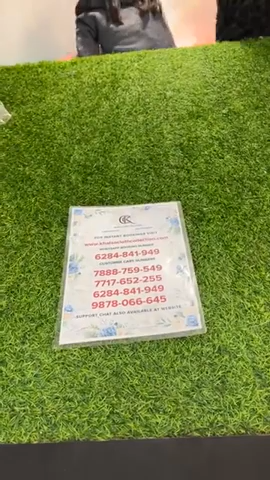 FOR INSTANT BOOKINGS VISIT
6284-841-949
CUSTOMER CARE NUMBERS
7888-759-549
7717-652-255
6284-841-949
9878-066-645
SUPPORT CHAT ALSO AVAILABLE AT WEBSITE